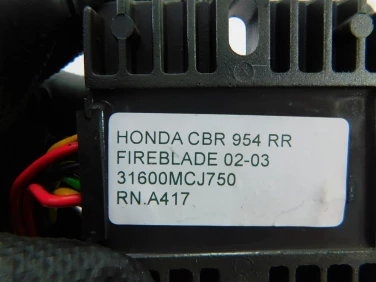 HONDA CBR 954 RR
FIREBLADE 02-03
31600MCJ750
RN.A417